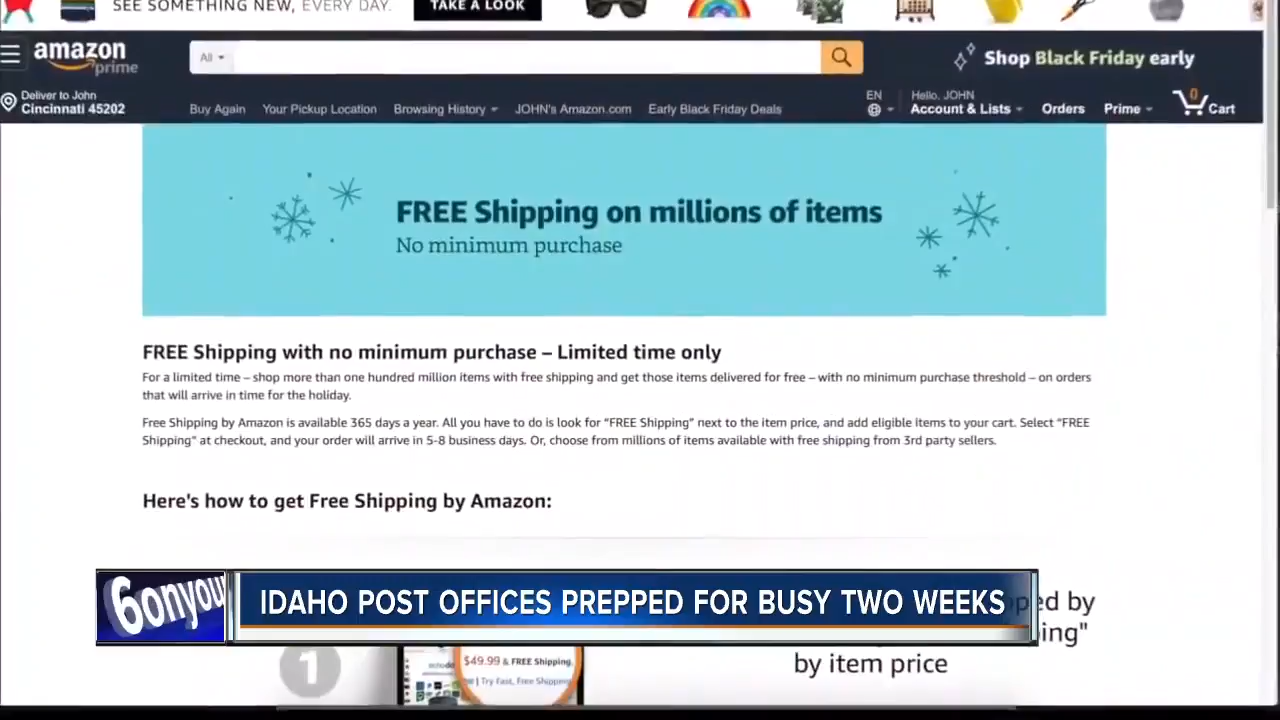 SEE SOMETHING NEW, EVERY DAY.
TAKE A LOOK
amazon prime
All
Shop Black Friday early
Deliver to John
Cincinnati 45202
Buy Again
Your Pickup Location
Browsing History
JOHN's Amazon.com
Early Black Friday Deals
EN
Hello, JOHN
Account & Lists
Orders
Prime
0
Cart
FREE Shipping on millions of items
No minimum purchase
FREE Shipping with no minimum purchase – Limited time only
For a limited time – shop more than one hundred million items with free shipping and get those items delivered for free – with no minimum purchase threshold – on orders
that will arrive in time for the holiday.
Free Shipping by Amazon is available 365 days a year. All you have to do is look for "FREE Shipping" next to the item price, and add eligible items to your cart. Select "FREE
Shipping" at checkout, and your order will arrive in 5-8 business days. Or, choose from millions of items available with free shipping from 3rd party sellers.
Here's how to get Free Shipping by Amazon:
6onyou
IDAHO POST OFFICES PREPPED FOR BUSY TWO WEEKS
by
by item price
1
$49.99 & FREE Shipping.
Try Fast, Free Shipping